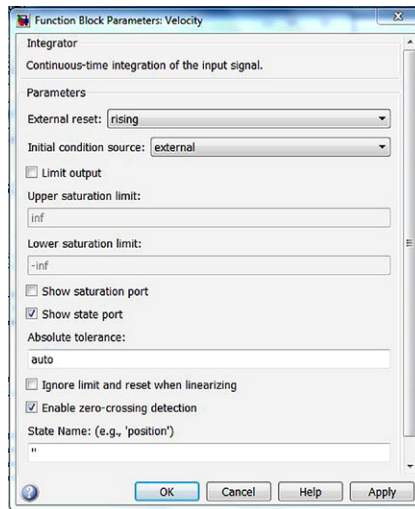 Function Block Parameters: Velocity
Integrator
Continuous-time integration of the input signal.
Parameters
External reset: rising
Initial condition source: external
Limit output
Upper saturation limit:
inf
Lower saturation limit:
-inf
Show saturation port
Show state port
Absolute tolerance:
auto
Ignore limit and reset when linearizing
Enable zero-crossing detection
State Name: (e.g., 'position')
''
OK Cancel Help Apply